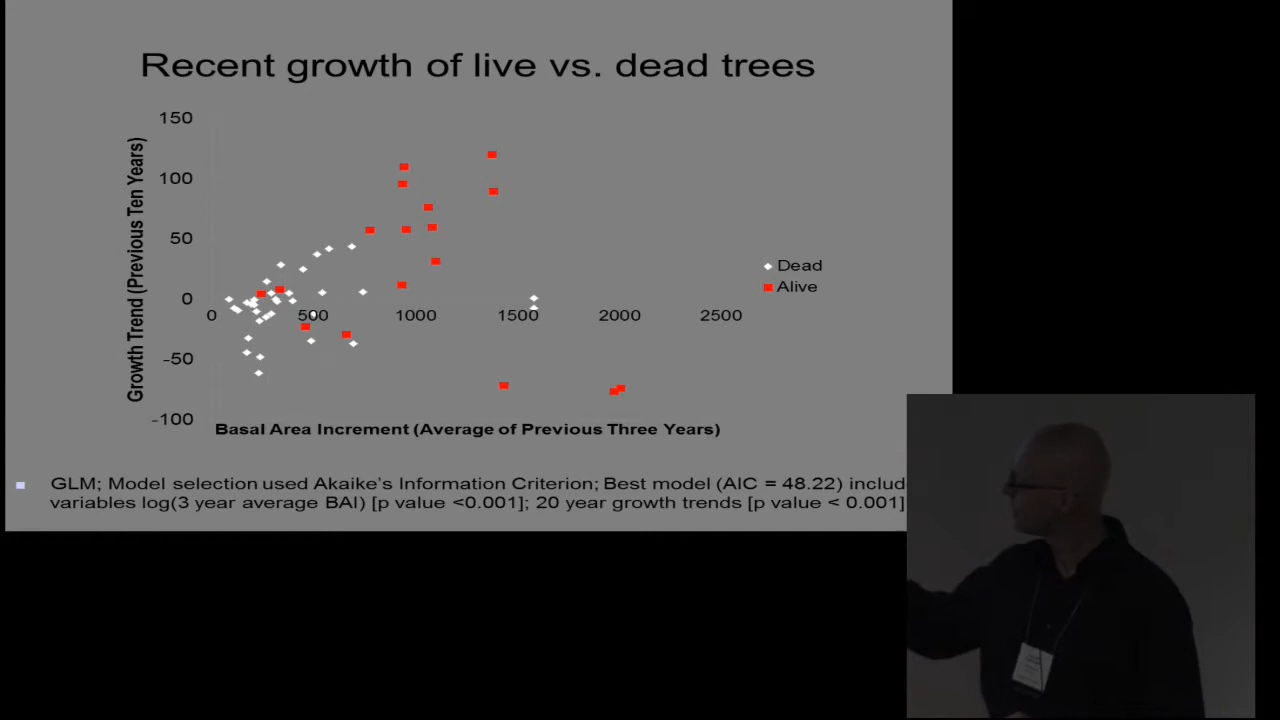 Recent growth of live vs. dead trees
Growth Trend (Previous Ten Years)
150
100
50
0
-50
-100
0 500 1000 1500 2000 2500
Dead
Alive
Basal Area Increment (Average of Previous Three Years)
GLM; Model selection used Akaike's Information Criterion; Best model (AIC = 48.22) includ
variables log(3 year average BAI) [p value <0.001]; 20 year growth trends [p value < 0.001]